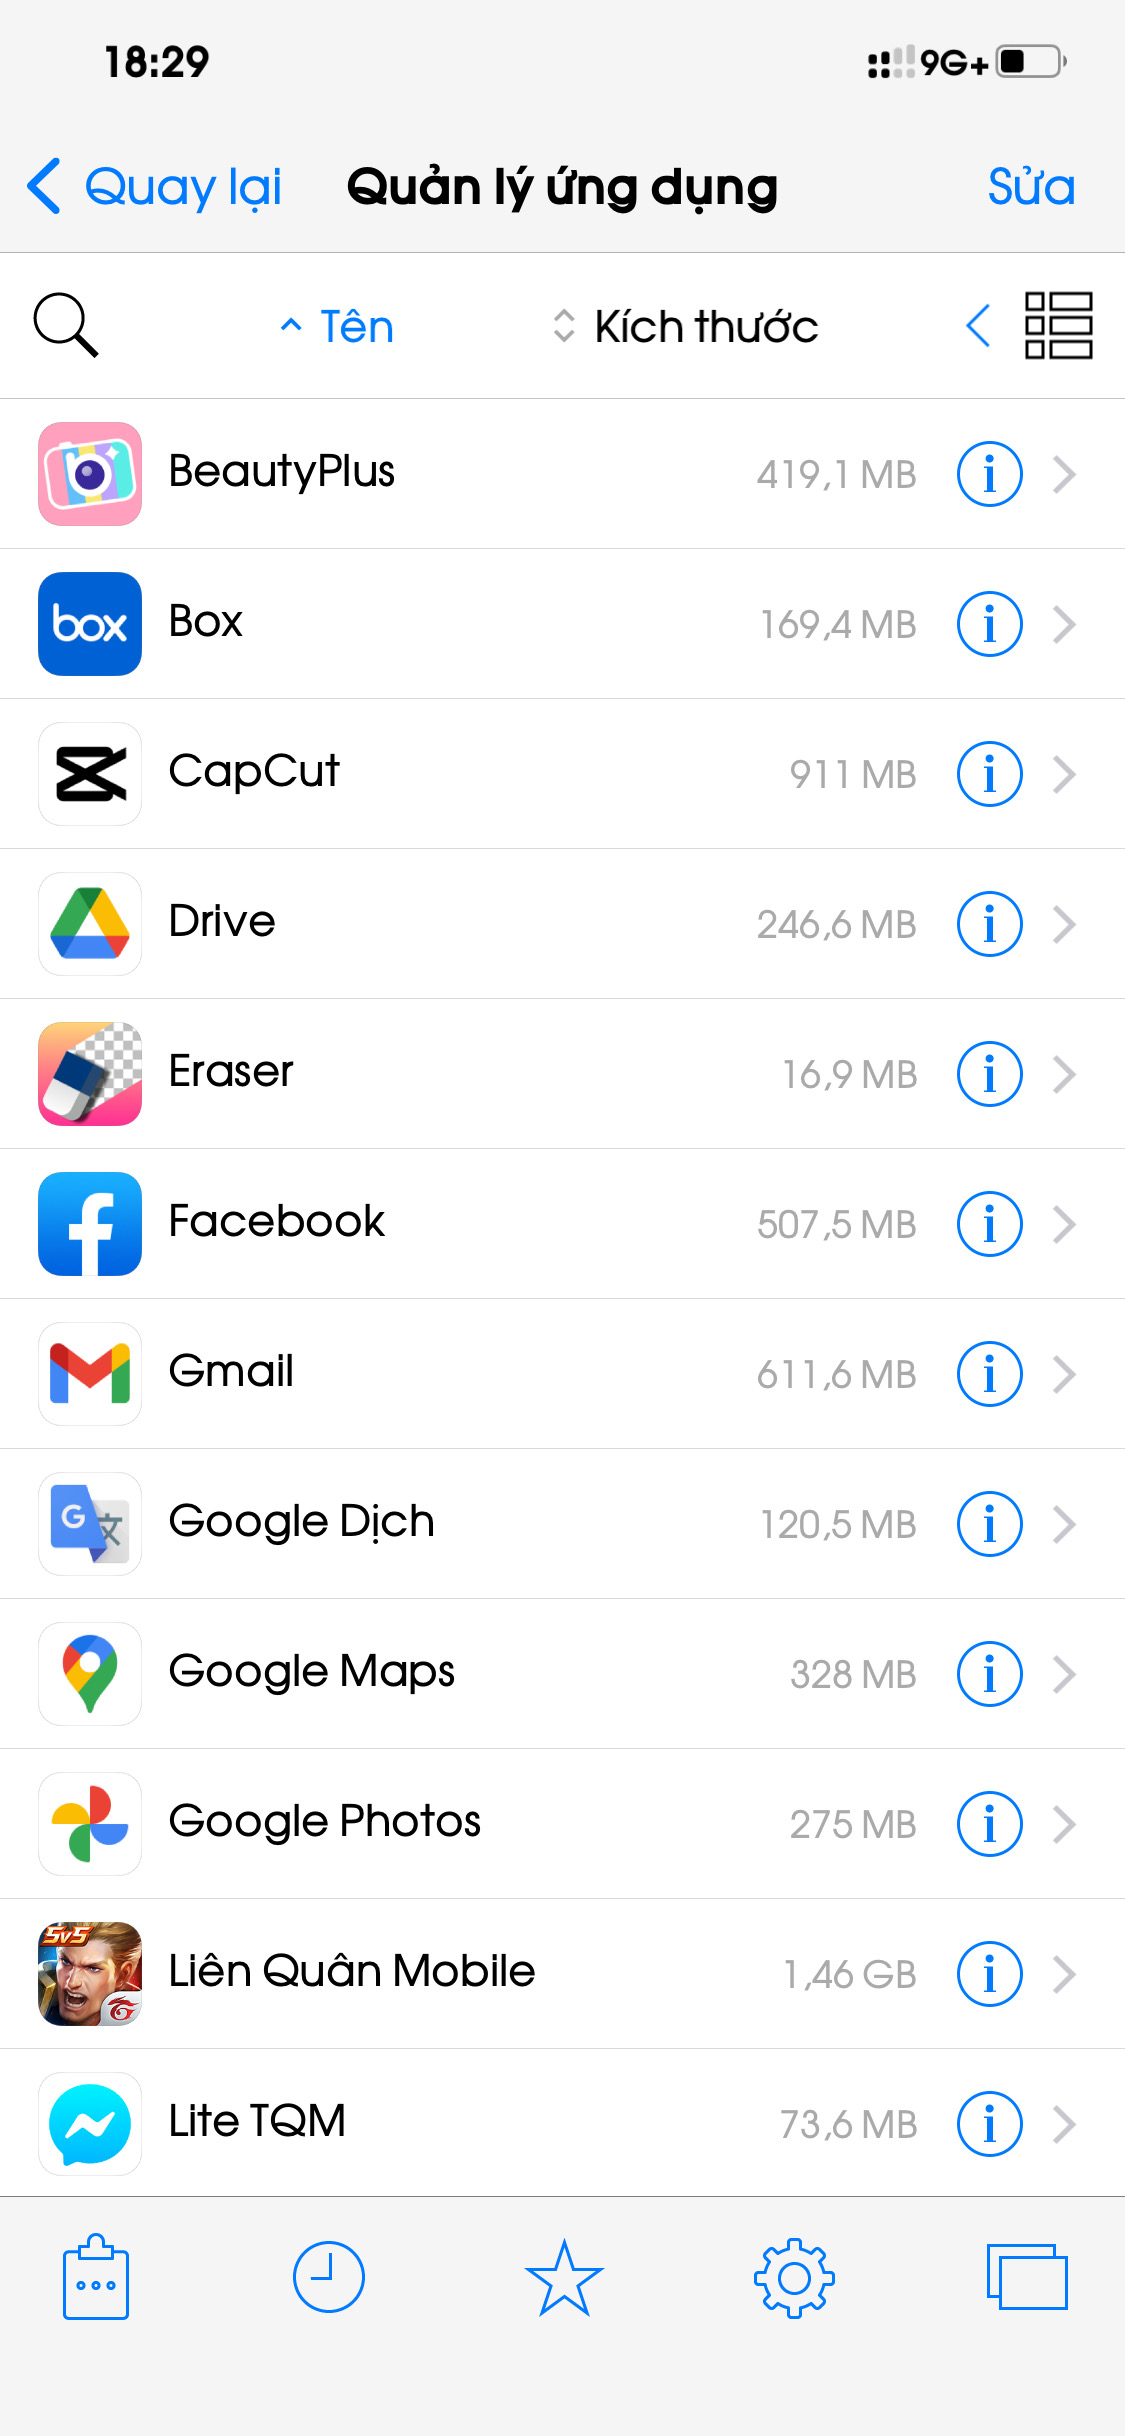 18:29
9G+
Quay lại
Quản lý ứng dụng
Sửa
Tên
Kích thước
BeautyPlus
419,1 MB
box
Box
169,4 MB
CapCut
911 MB
Drive
246,6 MB
Eraser
16,9 MB
Facebook
507,5 MB
Gmail
611,6 MB
G
文
Google Dịch
120,5 MB
Google Maps
328 MB
Google Photos
275 MB
5v5
Liên Quân Mobile
1,46 GB
Lite TQM
73,6 MB